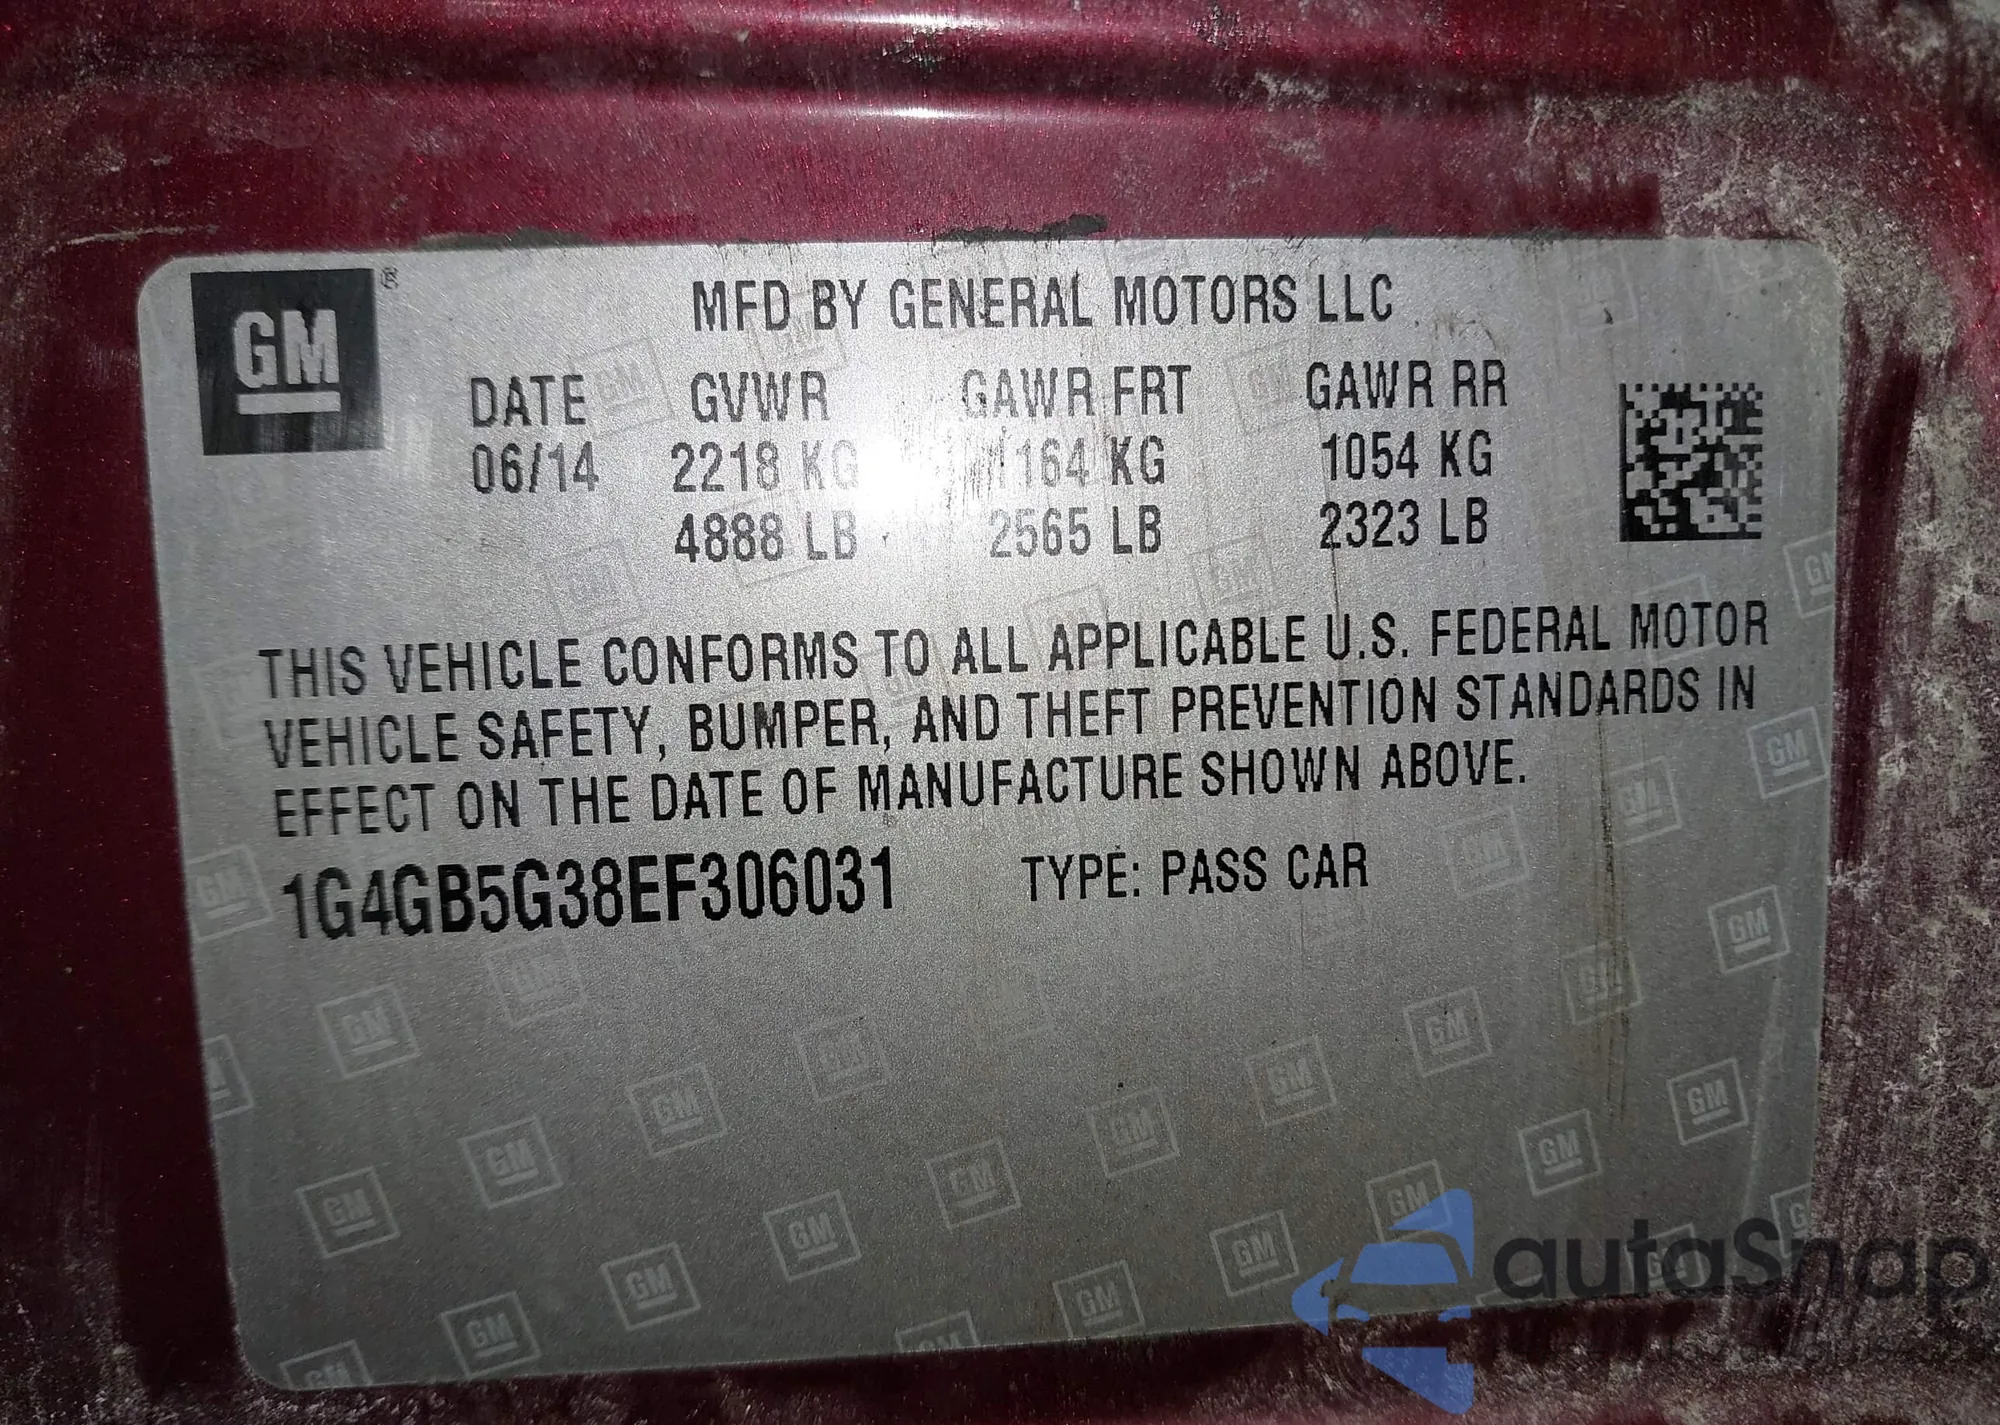 GM ®
MFD BY GENERAL MOTORS LLC
DATE GVWR GAWR FRT GAWR RR
06/14 2218 KG 1164 KG 1054 KG
4888 LB 2565 LB 2323 LB
THIS VEHICLE CONFORMS TO ALL APPLICABLE U.S. FEDERAL MOTOR
VEHICLE SAFETY, BUMPER, AND THEFT PREVENTION STANDARDS IN
EFFECT ON THE DATE OF MANUFACTURE SHOWN ABOVE.
1G4GB5G38EF306031 TYPE: PASS CAR
autaSnap